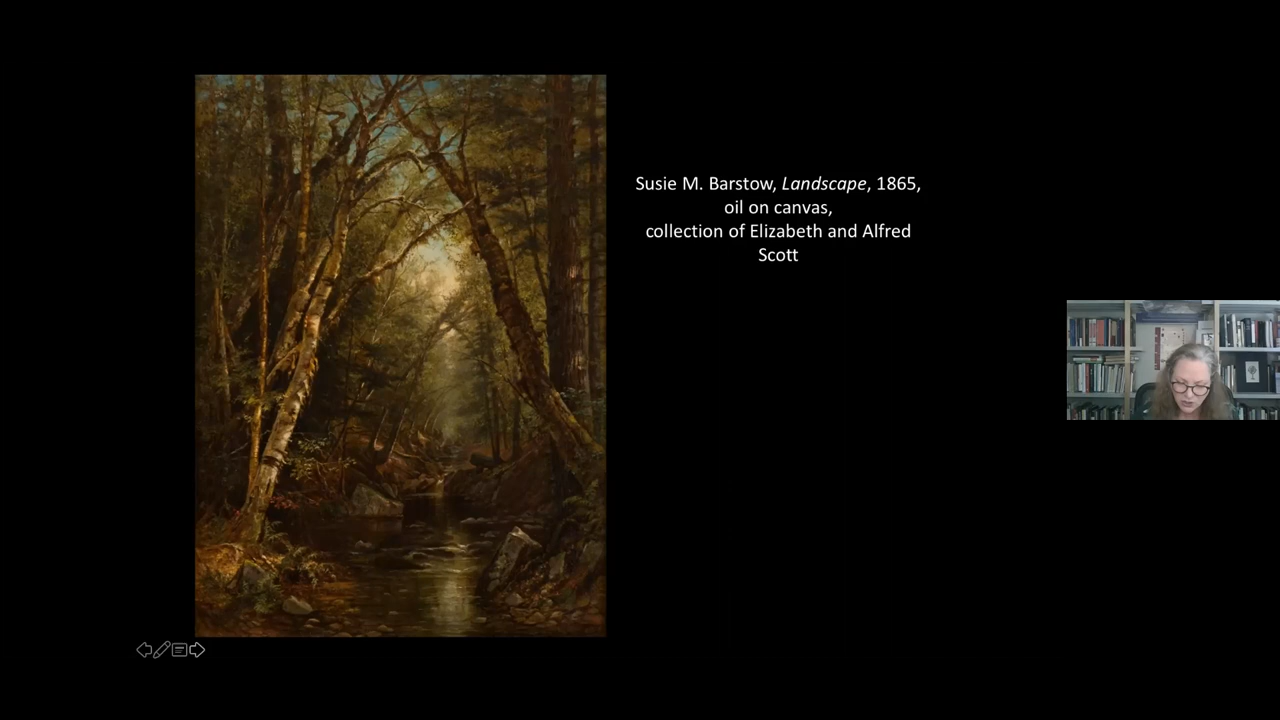 Susie M. Barstow, Landscape, 1865,
oil on canvas,
collection of Elizabeth and Alfred
Scott